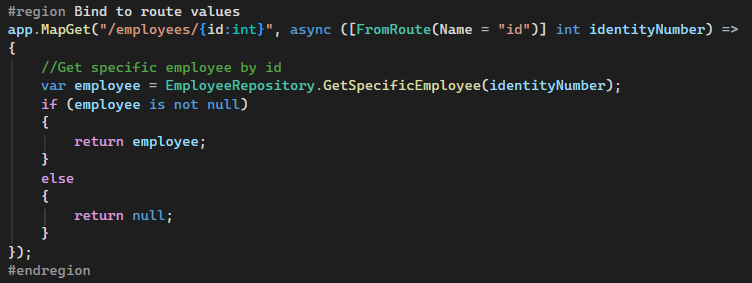 #region Bind to route values
app.MapGet("/employees/{id:int}", async ([FromRoute(Name = "id")] int identityNumber) =>
{
    //Get specific employee by id
    var employee = EmployeeRepository.GetSpecificEmployee(identityNumber);
    if (employee is not null)
    {
        return employee;
    }
    else
    {
        return null;
    }
});
#endregion